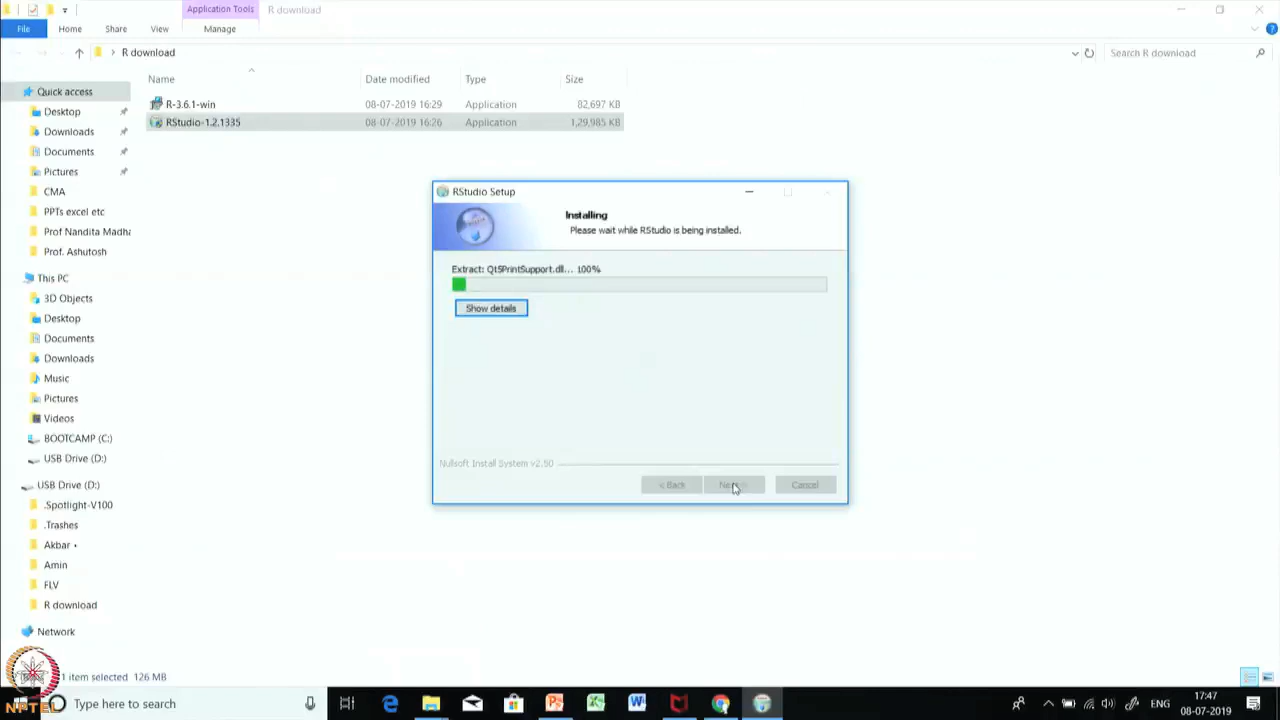 Application Tools
R download
File
Home
Share
View
Manage
R download
Search R download
Name
Date modified
Type
Size
R-3.6.1-win
08-07-2019 16:29
Application
82,697 KB
RStudio-1.2.1335
08-07-2019 16:26
Application
1,29,985 KB
Quick access
Desktop
Downloads
Documents
Pictures
CMA
PPTs excel etc
Prof Nandita Madha
Prof. Ashutosh
This PC
3D Objects
Desktop
Documents
Downloads
Music
Pictures
Videos
BOOTCAMP (C:)
USB Drive (D:)
USB Drive (D:)
.Spotlight-V100
.Trashes
Akbar
Amin
FLV
R download
Network
RStudio Setup
Installing
Please wait while RStudio is being installed.
Extract: Qt5PrintSupport.dll... 100%
Show details
Nullsoft Install System v2.50
< Back
Cancel
1 item selected 126 MB
NPTEL
Type here to search
ENG
17:47
08-07-2019